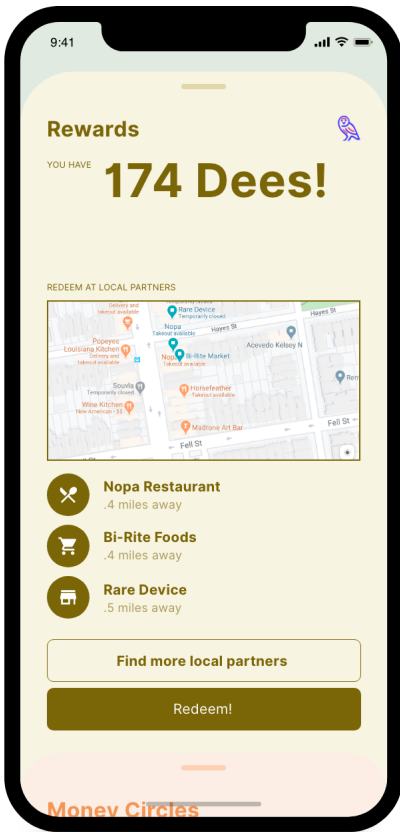 9:41
Rewards
YOU HAVE
174 Dees!
REDEEM AT LOCAL PARTNERS
Delivery and
takeout available
Rare Device
Temporarily closed
Hayes St
Hayes St
Nopa
Takeout available
Popeyes
Louisiana Kitchen
Delivery and
takeout available
Acevedo Kelsey N
Nopa
Bi-Rite Market
Takeout available
Souvla
Temporarily closed
Horsefeather
Takeout available
Rem
Wine Kitchen
New American • $$
Madrone Art Bar
Fell St
Fell St
Nopa Restaurant
.4 miles away
Bi-Rite Foods
.4 miles away
Rare Device
.5 miles away
Find more local partners
Redeem!
Money Circles